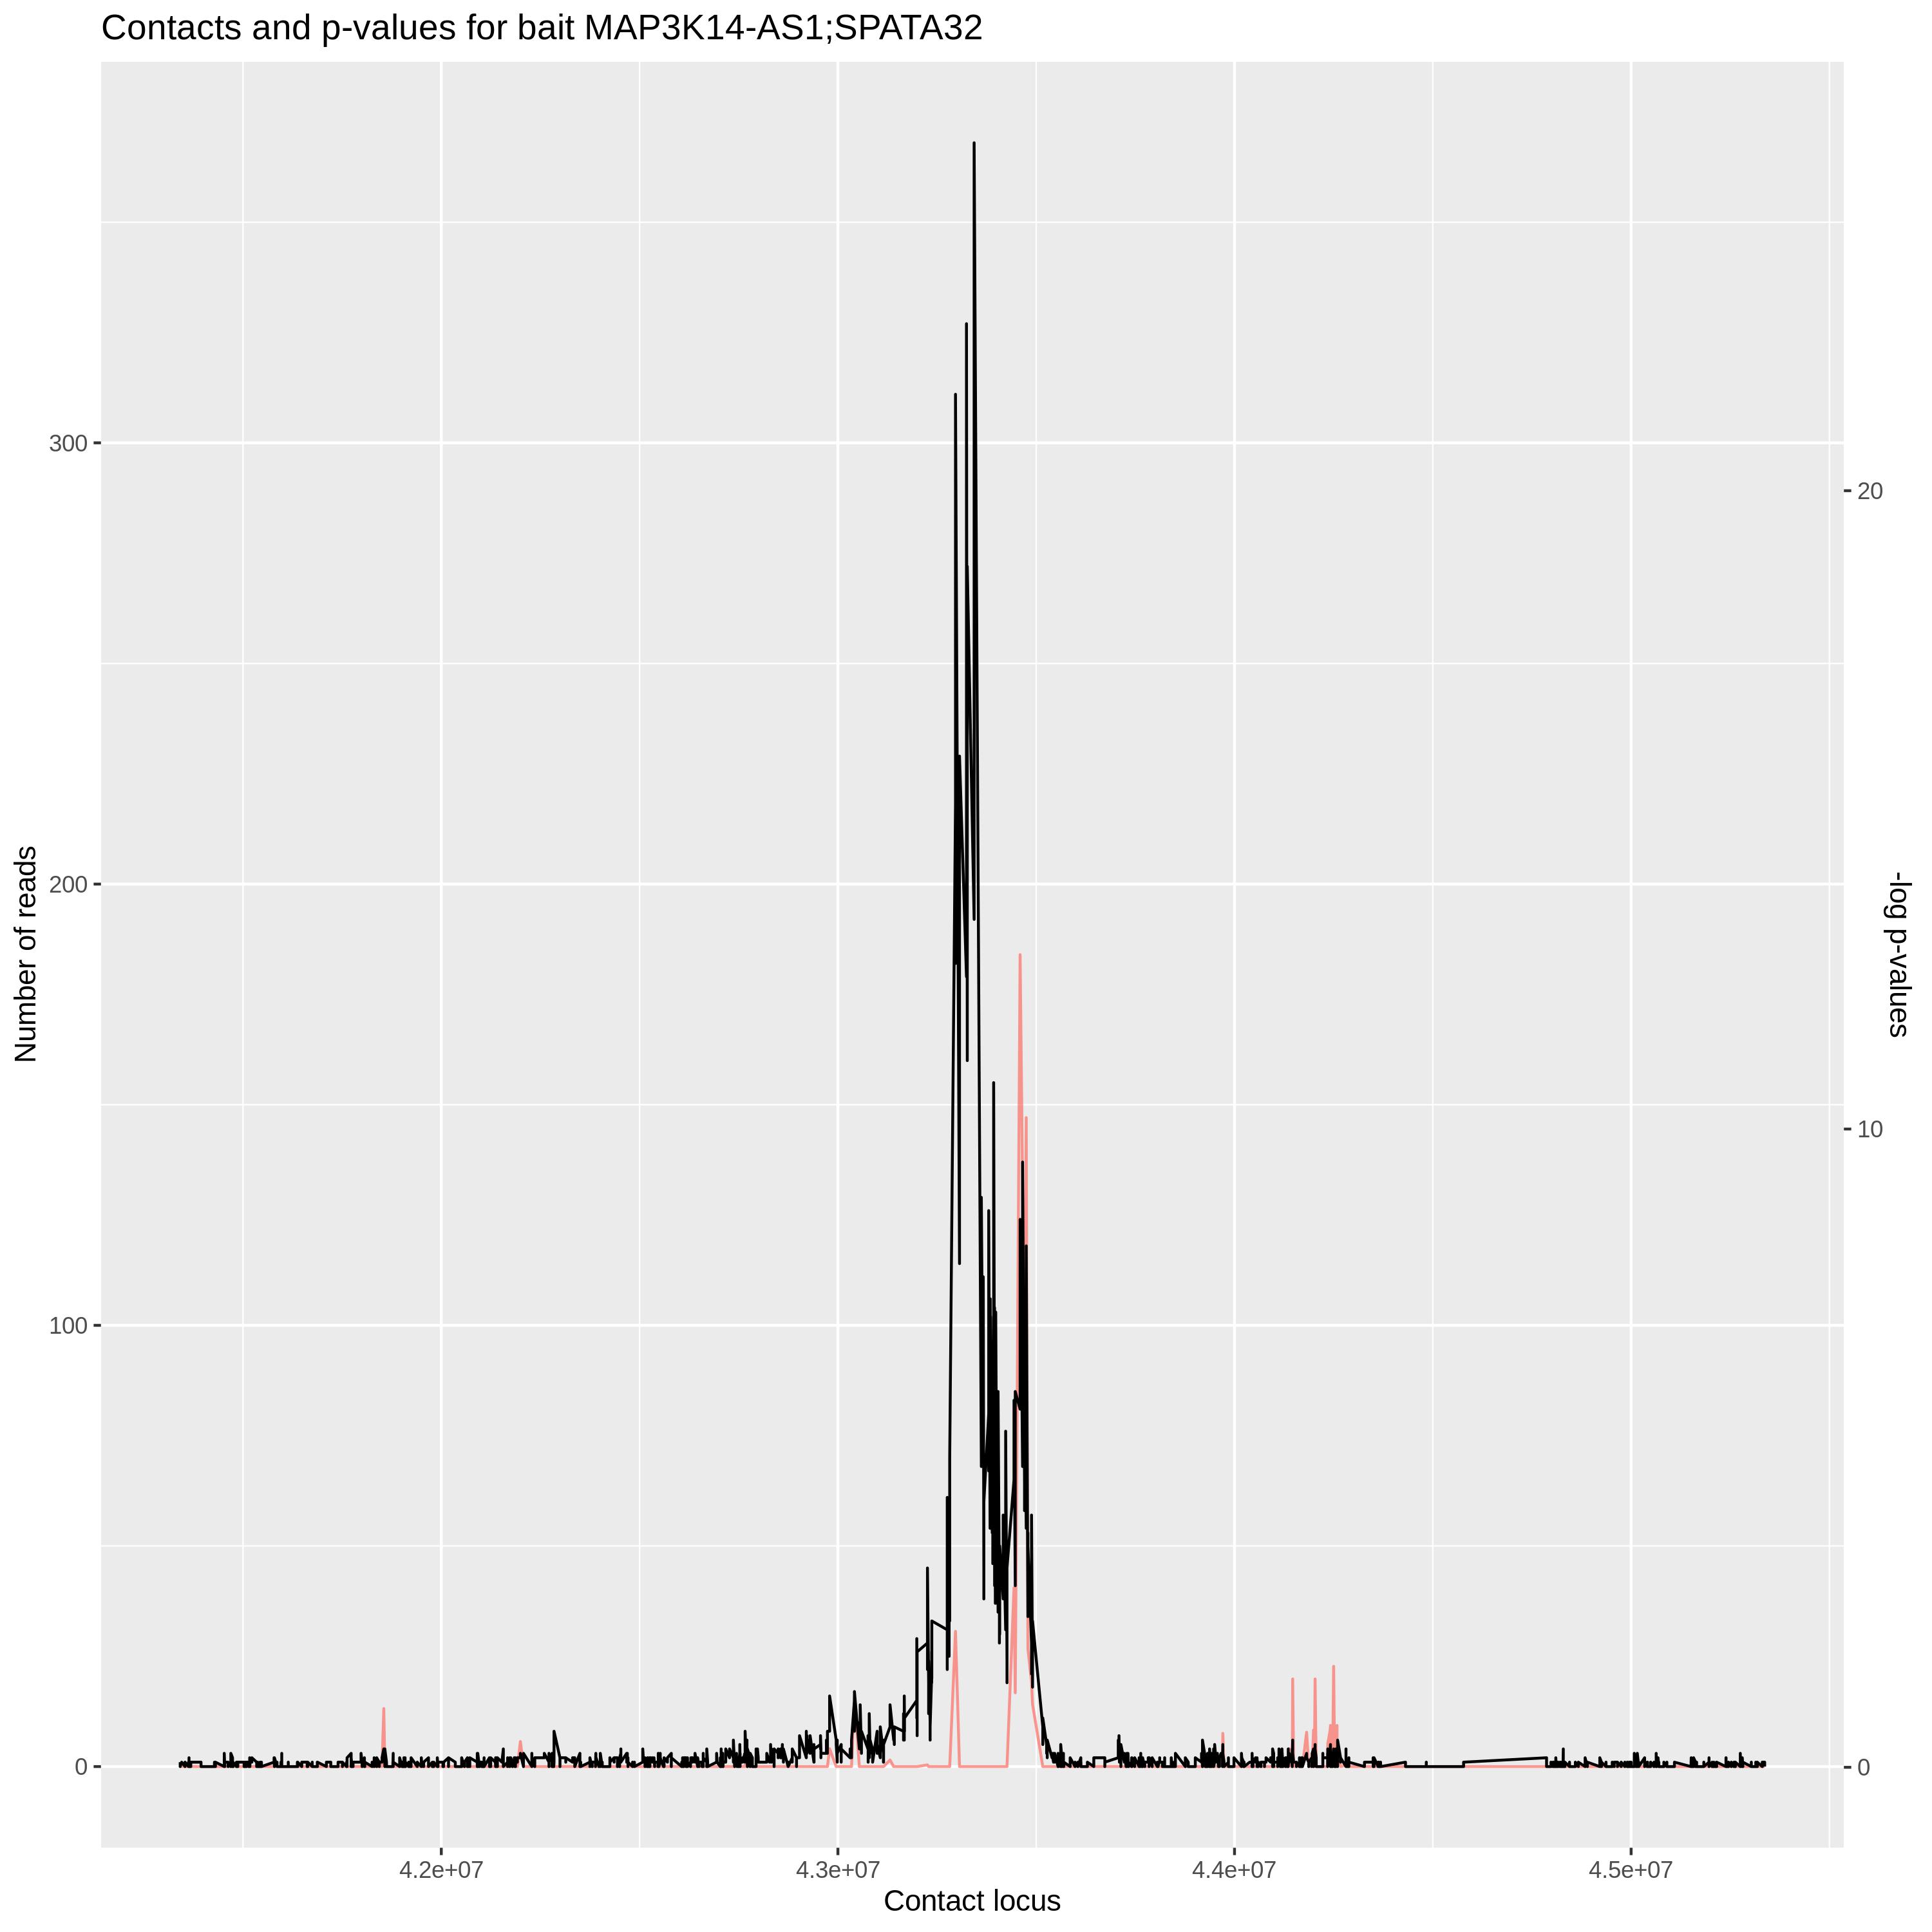 Contacts and p-values for bait MAP3K14-AS1;SPATA32
Number of reads
300
200
100
0
20
10
0
-log p-values
4.2e+07
4.3e+07
4.4e+07
4.5e+07
Contact locus